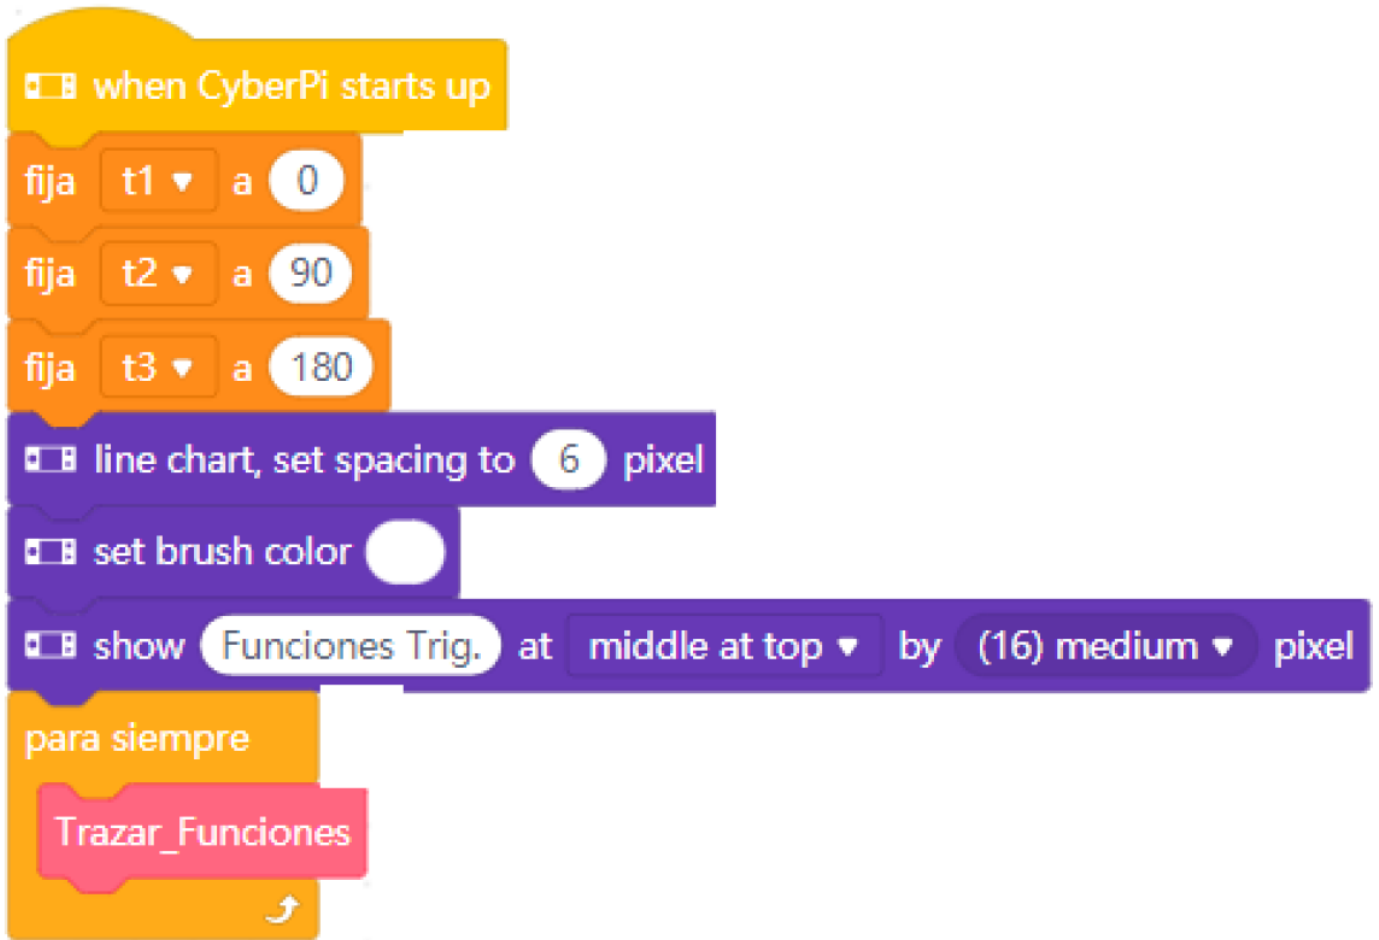 when CyberPi starts up
fija t1 a 0
fija t2 a 90
fija t3 a 180
line chart, set spacing to 6 pixel
set brush color
show Funciones Trig. at middle at top by (16) medium pixel
para siempre
Trazar_Funciones